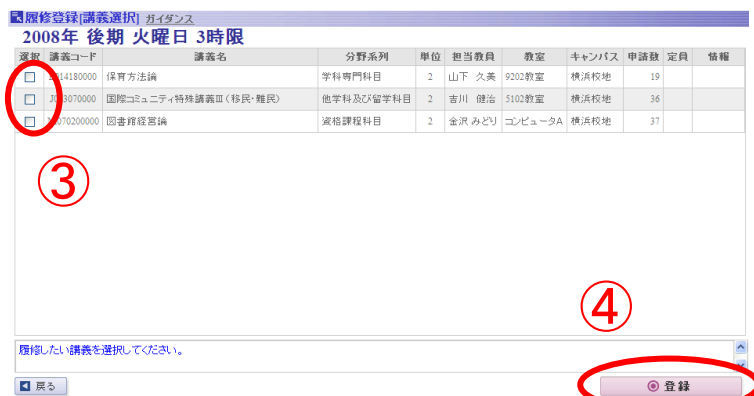 履修登録[講義選択] ガイダンス
2008年 後期 火曜日 3時限
選択 講義コード 講義名 分野系列 単位 担当教員 教室 キャンパス 申請数 定員 情報
14180000 保育方法論 学科専門科目 2 山下 久美 9202教室 横浜校地 19
J 3070000 国際コミュニティ特殊講義Ⅲ(移民・難民) 他学科及び留学科目 2 吉川 健治 5102教室 横浜校地 36
070200000 図書館経営論 資格課程科目 2 金沢 みどり コンピュータA 横浜校地 37
③
④
履修したい講義を選択してください。
戻る 登録